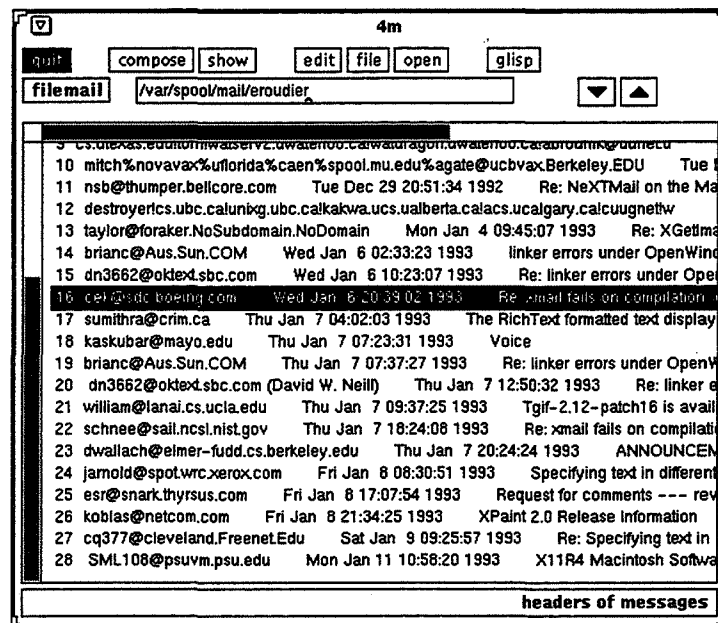 4m
quit compose show edit file open glisp
filemail /var/spool/mail/eroudier
10 mitch%novavax%uflorida%caen%spool.mu.edu%agate@ucbvax.Berkeley.EDU Tue
11 nsb@thumper.bellcore.com Tue Dec 29 20:51:34 1992 Re: NeXTMail on the Ma
12 destroyer!cs.ubc.ca!unixg.ubc.ca!kakwa.ucs.ualberta.ca!acs.ucalgary.ca!cuugnet!w
13 taylor@foraker.NoSubdomain.NoDomain Mon Jan 4 09:45:07 1993 Re: XGetIma
14 brianc@Aus.Sun.COM Wed Jan 6 02:33:23 1993 linker errors under OpenWind
15 dn3662@oktext.sbc.com Wed Jan 6 10:23:07 1993 Re: linker errors under Open
16 cek@sdc.boeing.com Wed Jan 6 20:39:02 1993 Re: xmail fails on compilation
17 sumithra@crim.ca Thu Jan 7 04:02:03 1993 The RichText formatted text display
18 kaskubar@mayo.edu Thu Jan 7 07:23:31 1993 Voice
19 brianc@Aus.Sun.COM Thu Jan 7 07:37:27 1993 Re: linker errors under OpenW
20 dn3662@oktext.sbc.com (David W. Neill) Thu Jan 7 12:50:32 1993 Re: linker e
21 william@lanai.cs.ucla.edu Thu Jan 7 09:37:25 1993 Tgif-2.12-patch16 is avail
22 schnee@sail.ncsl.nist.gov Thu Jan 7 18:24:08 1993 Re: xmail fails on compilati
23 dwallach@elmer-fudd.cs.berkeley.edu Thu Jan 7 20:24:24 1993 ANNOUNCEM
24 jarnold@spot.wrc.xerox.com Fri Jan 8 08:30:51 1993 Specifying text in different
25 esr@snark.thyrsus.com Fri Jan 8 17:07:54 1993 Request for comments --- rev
26 koblas@netcom.com Fri Jan 8 21:34:25 1993 XPaint 2.0 Release Information
27 cq377@cleveland.Freenet.Edu Sat Jan 9 09:25:57 1993 Re: Specifying text in
28 SML108@psuvm.psu.edu Mon Jan 11 10:58:20 1993 X11R4 Macintosh Softwa
headers of messages